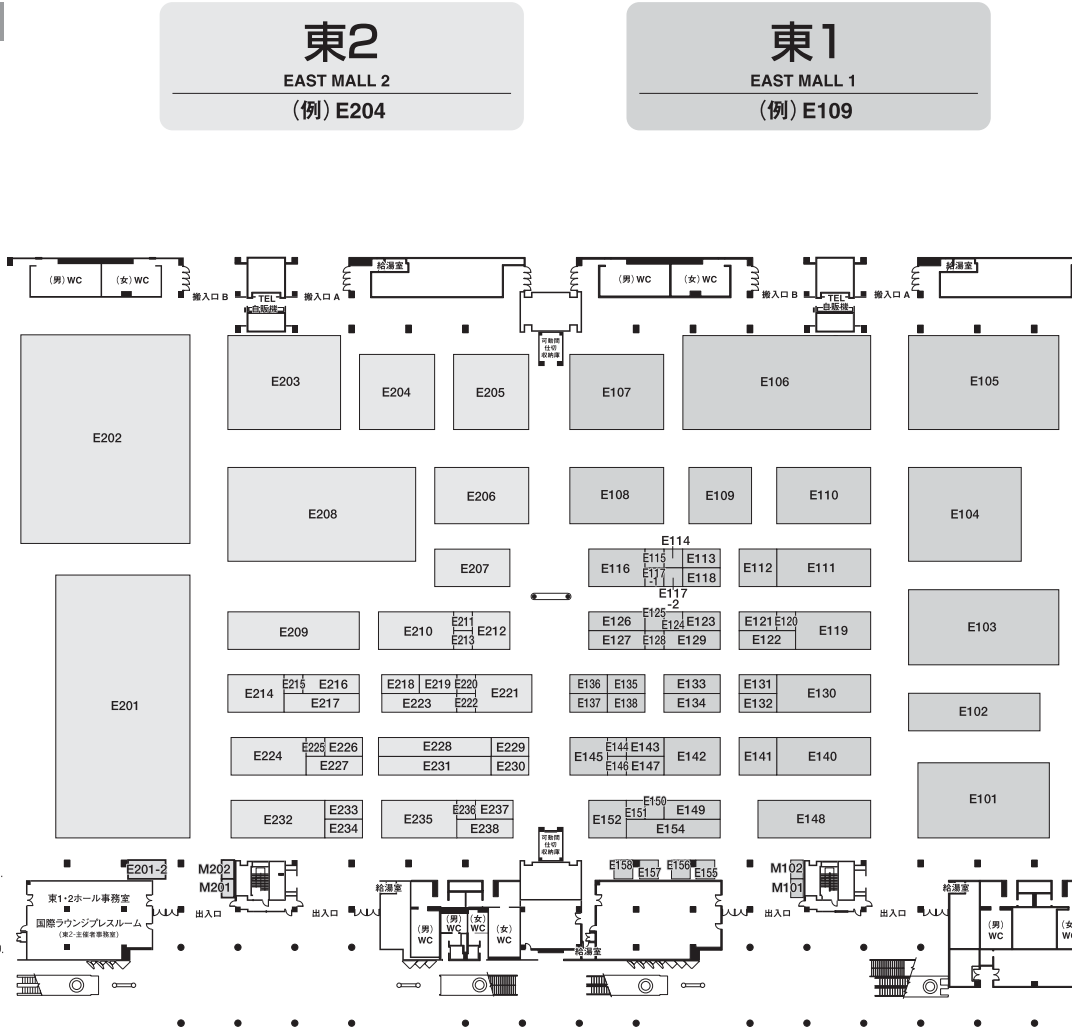 東2
EAST MALL 2
（例）E204
東1
EAST MALL 1
（例）E109
（男）WC
（女）WC
搬入口 B
TEL
自販機
搬入口 A
給湯室
可動間
仕切
収納庫
（男）WC
（女）WC
搬入口 B
TEL
自販機
搬入口 A
給湯室
E202
E203
E204
E205
E107
E106
E105
E208
E206
E108
E109
E110
E104
E207
E114
E116
E115
E113
E117
-1
E118
E117
-2
E112
E111
E209
E210
E211
E213
E212
E126
E125
E124
E123
E127
E128
E129
E121
E120
E122
E119
E103
E201
E214
E215
E216
E217
E218
E219
E220
E223
E222
E221
E136
E135
E137
E138
E133
E134
E131
E132
E130
E102
E224
E225
E226
E227
E228
E229
E231
E230
E145
E144
E143
E146
E147
E142
E141
E140
E101
E232
E233
E234
E235
E236
E237
E238
E152
E151
E150
E149
E154
E148
可動間
仕切
収納庫
E201-2
M202
M201
E158
E157
E156
E155
M102
M101
東1・2ホール事務室
国際ラウンジプレスルーム
（東2-主催者事務室）
出入口
出入口
給湯室
（男）
WC
（男）
WC
（女）
WC
（女）
WC
給湯室
出入口
出入口
給湯室
（男）
WC